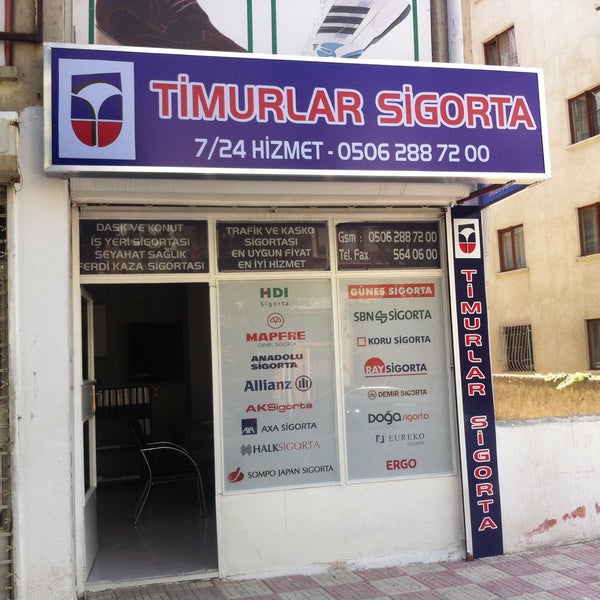 TİMURLAR SİGORTA
7/24 HİZMET - 0506 288 72 00
DASK VE KONUT
İŞ YERİ SİGORTASI
SEYAHAT SAĞLIK
FERDİ KAZA SİGORTASI
TRAFİK VE KASKO
SİGORTASI
EN UYGUN FİYAT
EN İYİ HİZMET
Gsm : 0506 288 72 00
Tel. Fax. 564 06 00
HDI
Sigorta
MAPFRE
GENEL SİGORTA
ANADOLU
SİGORTA
Allianz
AKSigorta
AXA SİGORTA
HALKSİGORTA
SOMPO JAPAN SİGORTA
GÜNEŞ SİGORTA
SBN SİGORTA
KORU SİGORTA
RAYSİGORTA
DEMİR SİGORTA
DOĞAsigorta
EUREKO
SİGORTA
ERGO
TİMURLAR SİGORTA